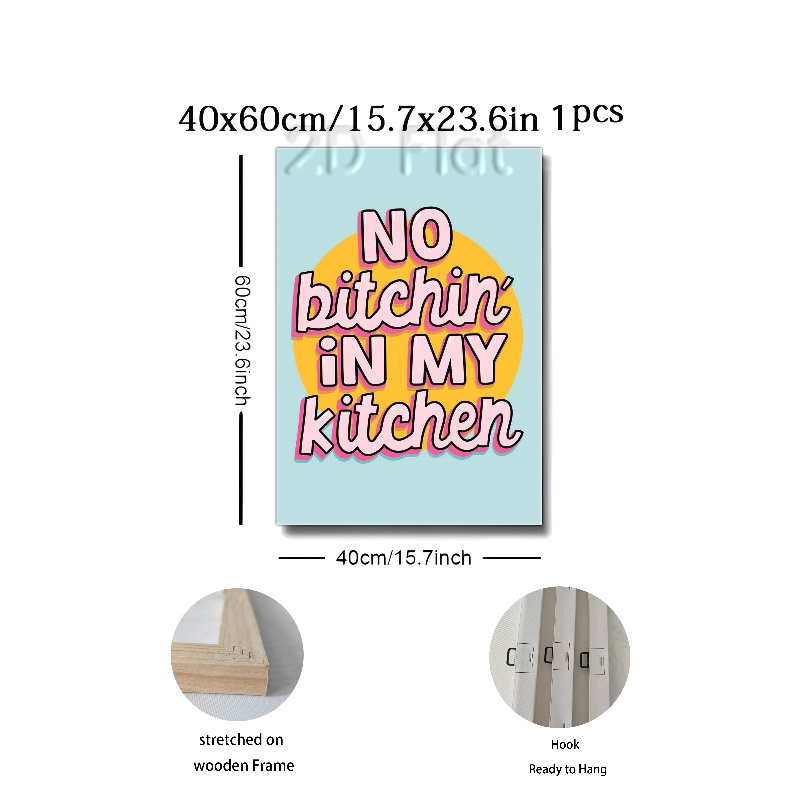 40x60cm/15.7x23.6in 1pcs
2D Flat
60cm/23.6inch
NO
bitchin'
iN MY
kitchen
40cm/15.7inch
stretched on
wooden Frame
Hook
Ready to Hang